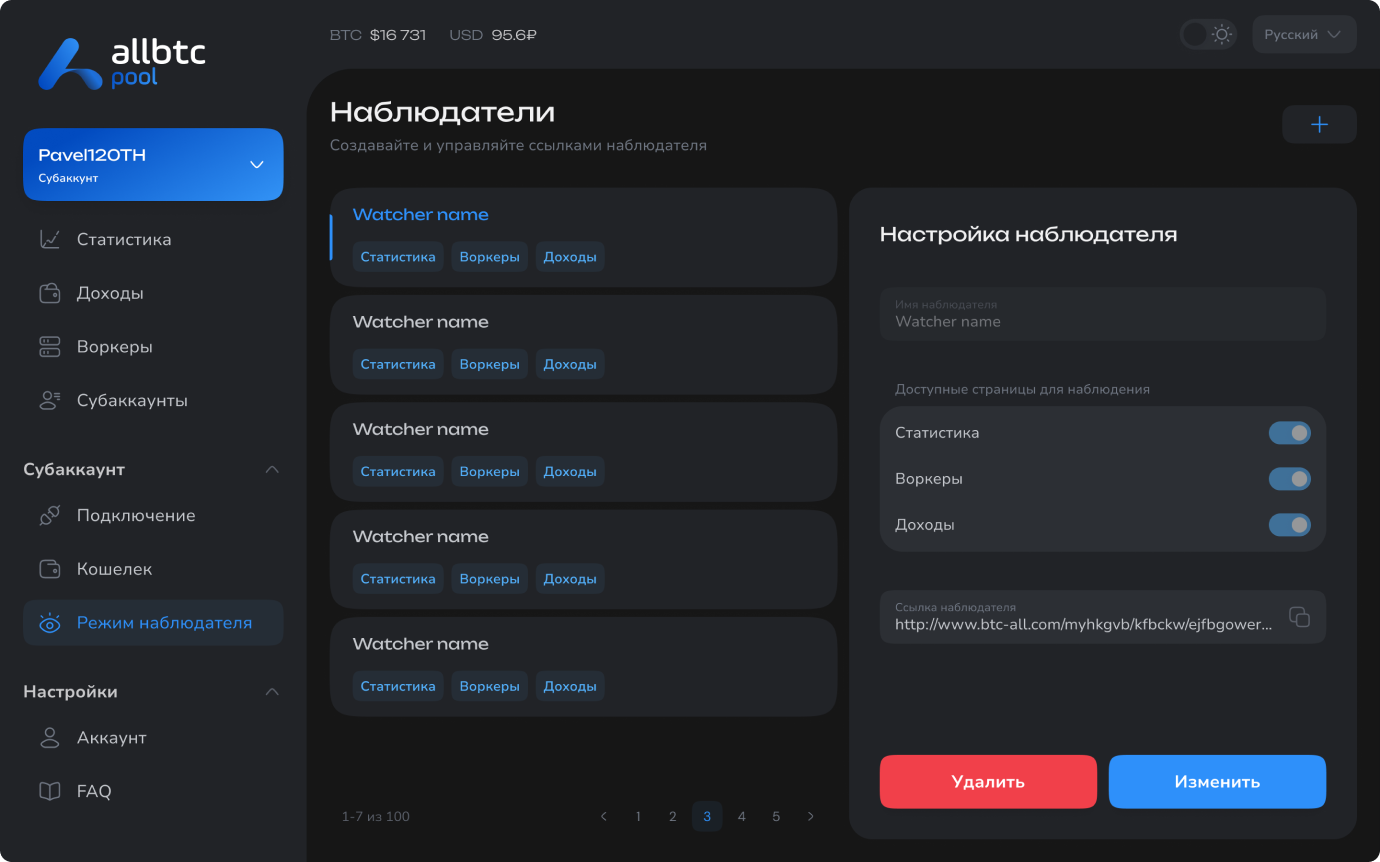 allbtc
pool
BTC $16 731 USD 95.6₽
Русский
Pavel120TH
Субаккунт
Статистика
Доходы
Воркеры
Субаккаунты
Субаккаунт
Подключение
Кошелек
Режим наблюдателя
Настройки
Аккаунт
FAQ
Наблюдатели
Создавайте и управляйте ссылками наблюдателя
Watcher name
Статистика Воркеры Доходы
Watcher name
Статистика Воркеры Доходы
Watcher name
Статистика Воркеры Доходы
Watcher name
Статистика Воркеры Доходы
Watcher name
Статистика Воркеры Доходы
1-7 из 100
1 2 3 4 5
Настройка наблюдателя
Имя наблюдателя
Watcher name
Доступные страницы для наблюдения
Статистика
Воркеры
Доходы
Ссылка наблюдателя
http://www.btc-all.com/myhkgvb/kfbckw/ejfbgower...
Удалить Изменить